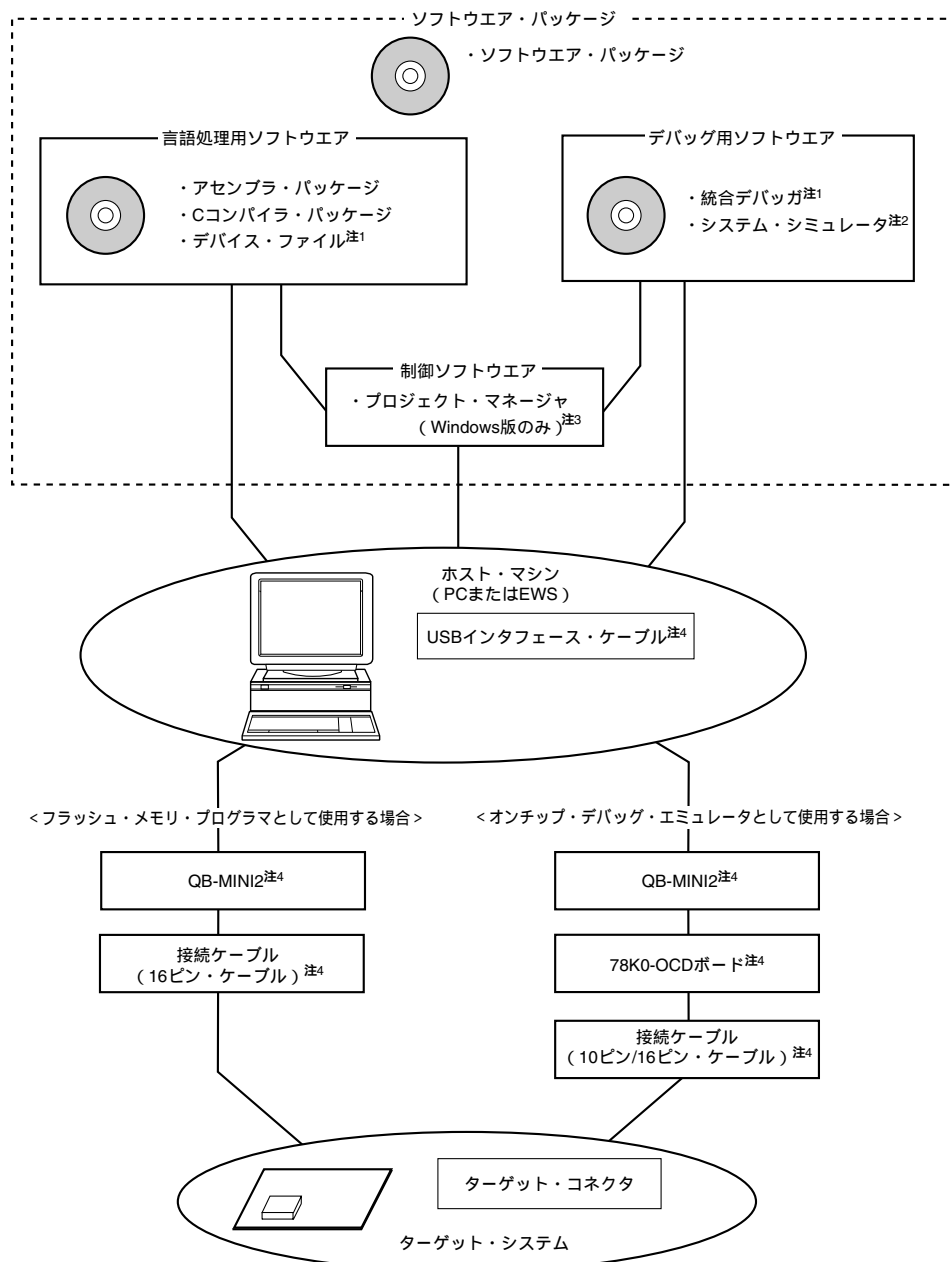 ソフトウエア・パッケージ
・ソフトウエア・パッケージ
言語処理用ソフトウエア
・アセンブラ・パッケージ
・Cコンパイラ・パッケージ
・デバイス・ファイル注1
デバッグ用ソフトウエア
・統合デバッガ注1
・システム・シミュレータ注2
制御ソフトウエア
・プロジェクト・マネージャ
（Windows版のみ）注3
ホスト・マシン
（PCまたはEWS）
USBインタフェース・ケーブル注4
<フラッシュ・メモリ・プログラマとして使用する場合>
<オンチップ・デバッグ・エミュレータとして使用する場合>
QB-MINI2注4
接続ケーブル
（16ピン・ケーブル）注4
QB-MINI2注4
78K0-OCDボード注4
接続ケーブル
（10ピン/16ピン・ケーブル）注4
ターゲット・コネクタ
ターゲット・システム